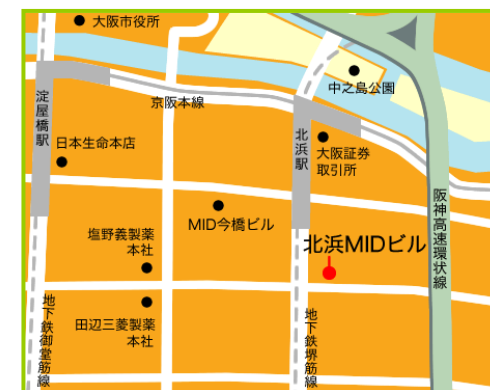 大阪市役所
中之島公園
淀屋橋駅
京阪本線
日本生命本店
北浜駅
大阪証券
取引所
MID今橋ビル
阪神高速環状線
塩野義製薬
本社
北浜MIDビル
田辺三菱製薬
本社
地下鉄御堂筋線
地下鉄堺筋線